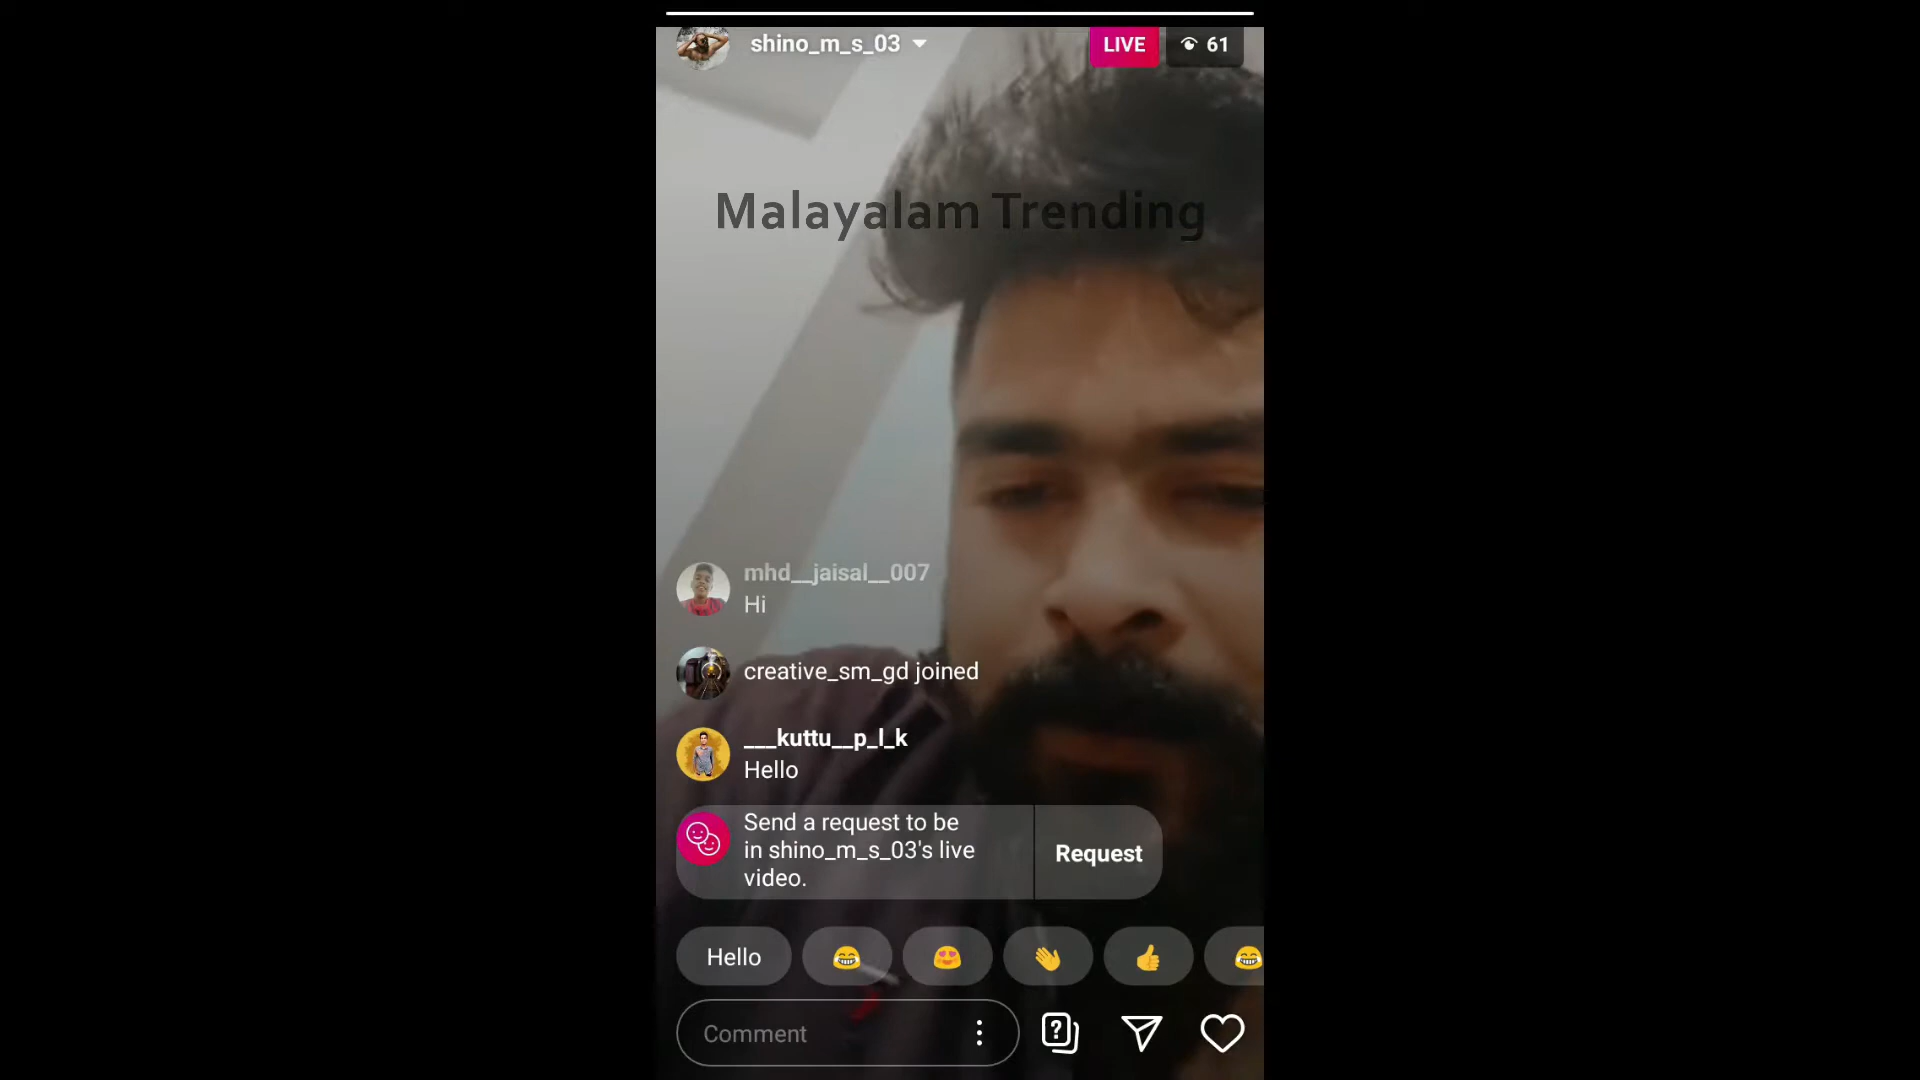 shino_m_s_03
LIVE
61
Malayalam Trending
mhd__jaisal__007
Hi
creative_sm_gd joined
___kuttu__p_l_k
Hello
Send a request to be
in shino_m_s_03's live
video.
Request
Hello
Comment